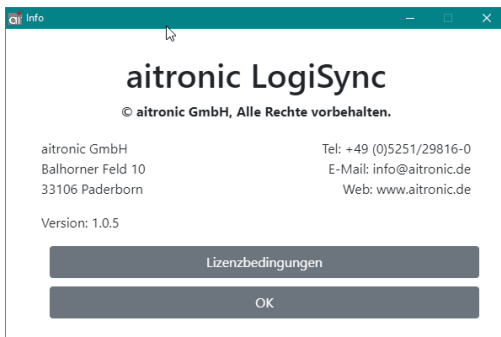 ai Info
aitronic LogiSync
© aitronic GmbH, Alle Rechte vorbehalten.
aitronic GmbH
Balhorner Feld 10
33106 Paderborn
Tel: +49 (0)5251/29816-0
E-Mail: info@aitronic.de
Web: www.aitronic.de
Version: 1.0.5
Lizenzbedingungen
OK